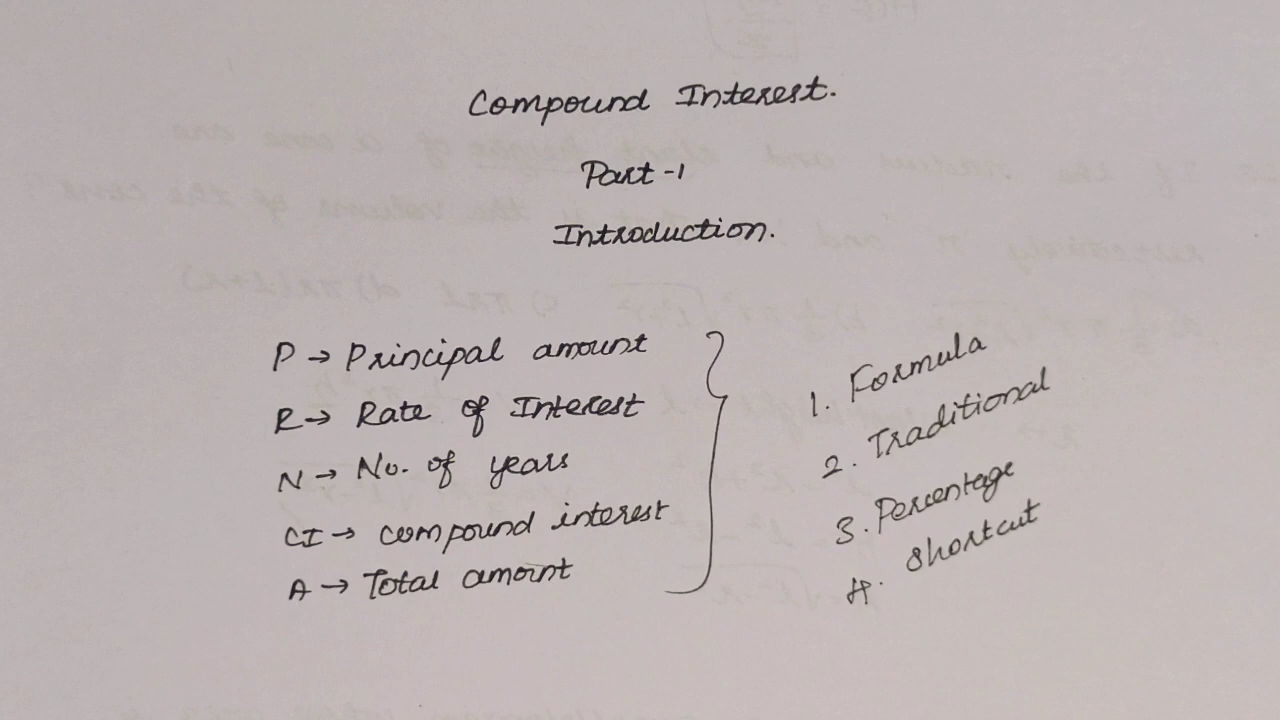 Compound Interest.
Part -1
Introduction.
P → Principal amount
R → Rate of Interest
N → No. of years
CI → compound interest
A → Total amount
1. Formula
2. Traditional
3. Percentage
4. Shortcut